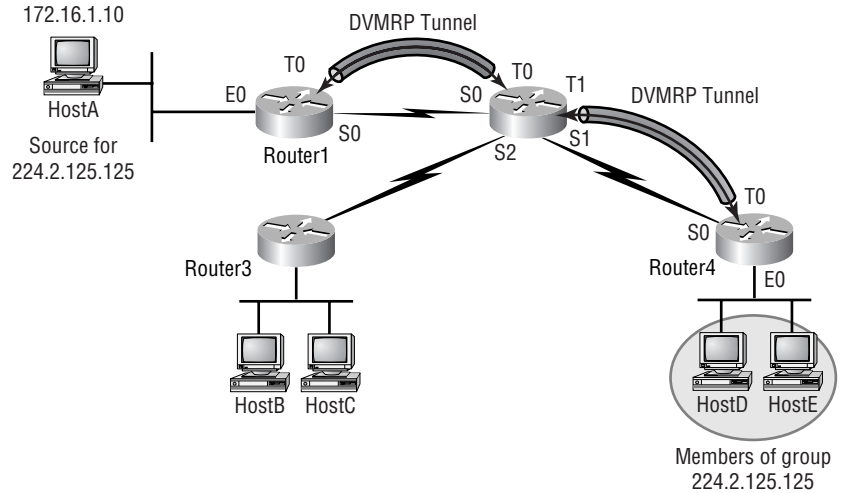 172.16.1.10
HostA
Source for
224.2.125.125
E0
T0
DVMRP Tunnel
T0
T1
S0
S0
Router1
DVMRP Tunnel
S1
S2
T0
S0
Router3
Router4
E0
HostB
HostC
HostD
HostE
Members of group
224.2.125.125